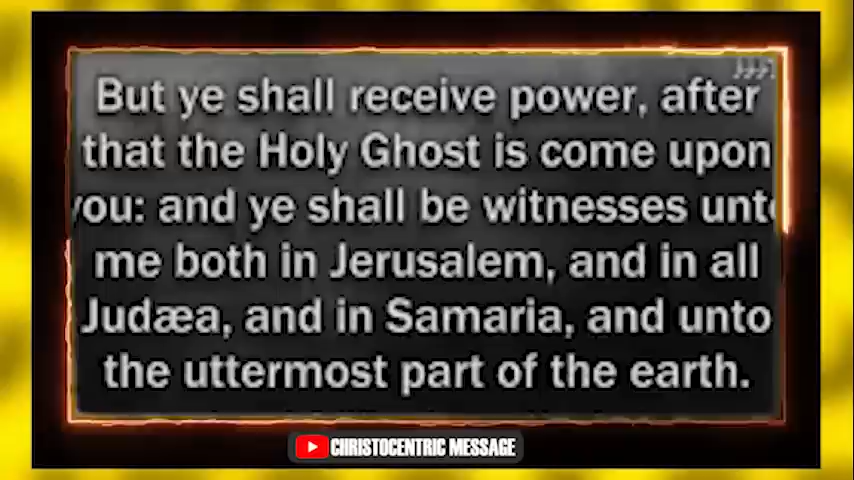 But ye shall receive power, after
that the Holy Ghost is come upon
you: and ye shall be witnesses unto
me both in Jerusalem, and in all
Judæa, and in Samaria, and unto
the uttermost part of the earth.
CHRISTOCENTRIC MESSAGE